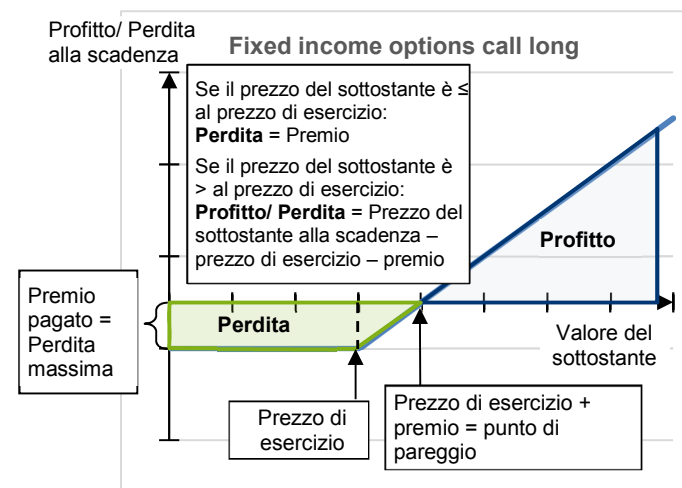 Profitto/ Perdita
alla scadenza
Fixed income options call long
Se il prezzo del sottostante è ≤
al prezzo di esercizio:
Perdita = Premio
Se il prezzo del sottostante è
> al prezzo di esercizio:
Profitto/ Perdita = Prezzo del
sottostante alla scadenza –
prezzo di esercizio – premio
Profitto
Premio
pagato =
Perdita
massima
Perdita
Valore del
sottostante
Prezzo di
esercizio
Prezzo di esercizio +
premio = punto di
pareggio